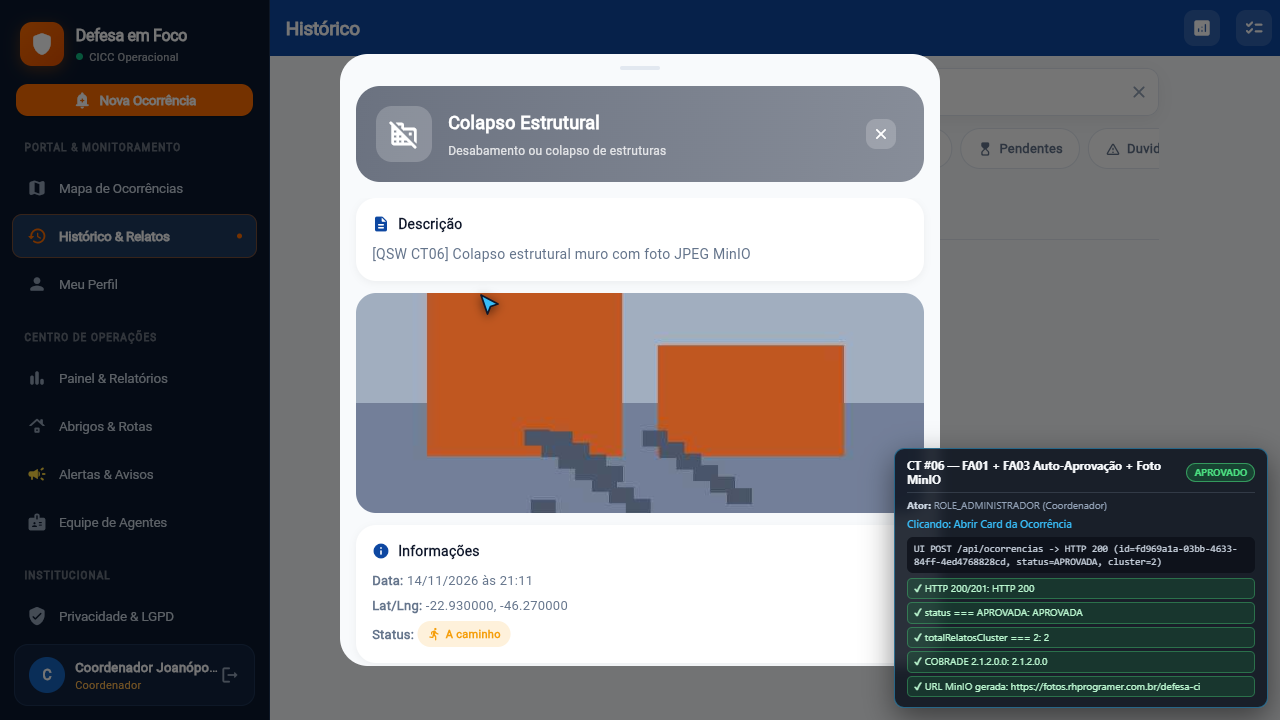 Defesa em Foco
CICC Operacional
Nova Ocorrência
PORTAL & MONITORAMENTO
Mapa de Ocorrências
Histórico & Relatos
Meu Perfil
CENTRO DE OPERAÇÕES
Painel & Relatórios
Abrigos & Rotas
Alertas & Avisos
Equipe de Agentes
INSTITUCIONAL
Privacidade & LGPD
C
Coordenador Joanópo...
Coordenador
Histórico
Pendentes
Duvid
Colapso Estrutural
Desabamento ou colapso de estruturas
Descrição
[QSW CT06] Colapso estrutural muro com foto JPEG MinIO
Informações
Data: 14/11/2026 às 21:11
Lat/Lng: -22.930000, -46.270000
Status: A caminho
CT #06 — FA01 + FA03 Auto-Aprovação + Foto
MinIO
APROVADO
Ator: ROLE_ADMINISTRADOR (Coordenador)
Clicando: Abrir Card da Ocorrência
UI POST /api/ocorrencias -> HTTP 200 (id=fd969a1a-03bb-4633-
84ff-4ed4768828cd, status=APROVADA, cluster=2)
✓ HTTP 200/201: HTTP 200
✓ status === APROVADA: APROVADA
✓ totalRelatosCluster === 2: 2
✓ COBRADE 2.1.2.0.0: 2.1.2.0.0
✓ URL MinIO gerada: https://fotos.rhprogramer.com.br/defesa-ci